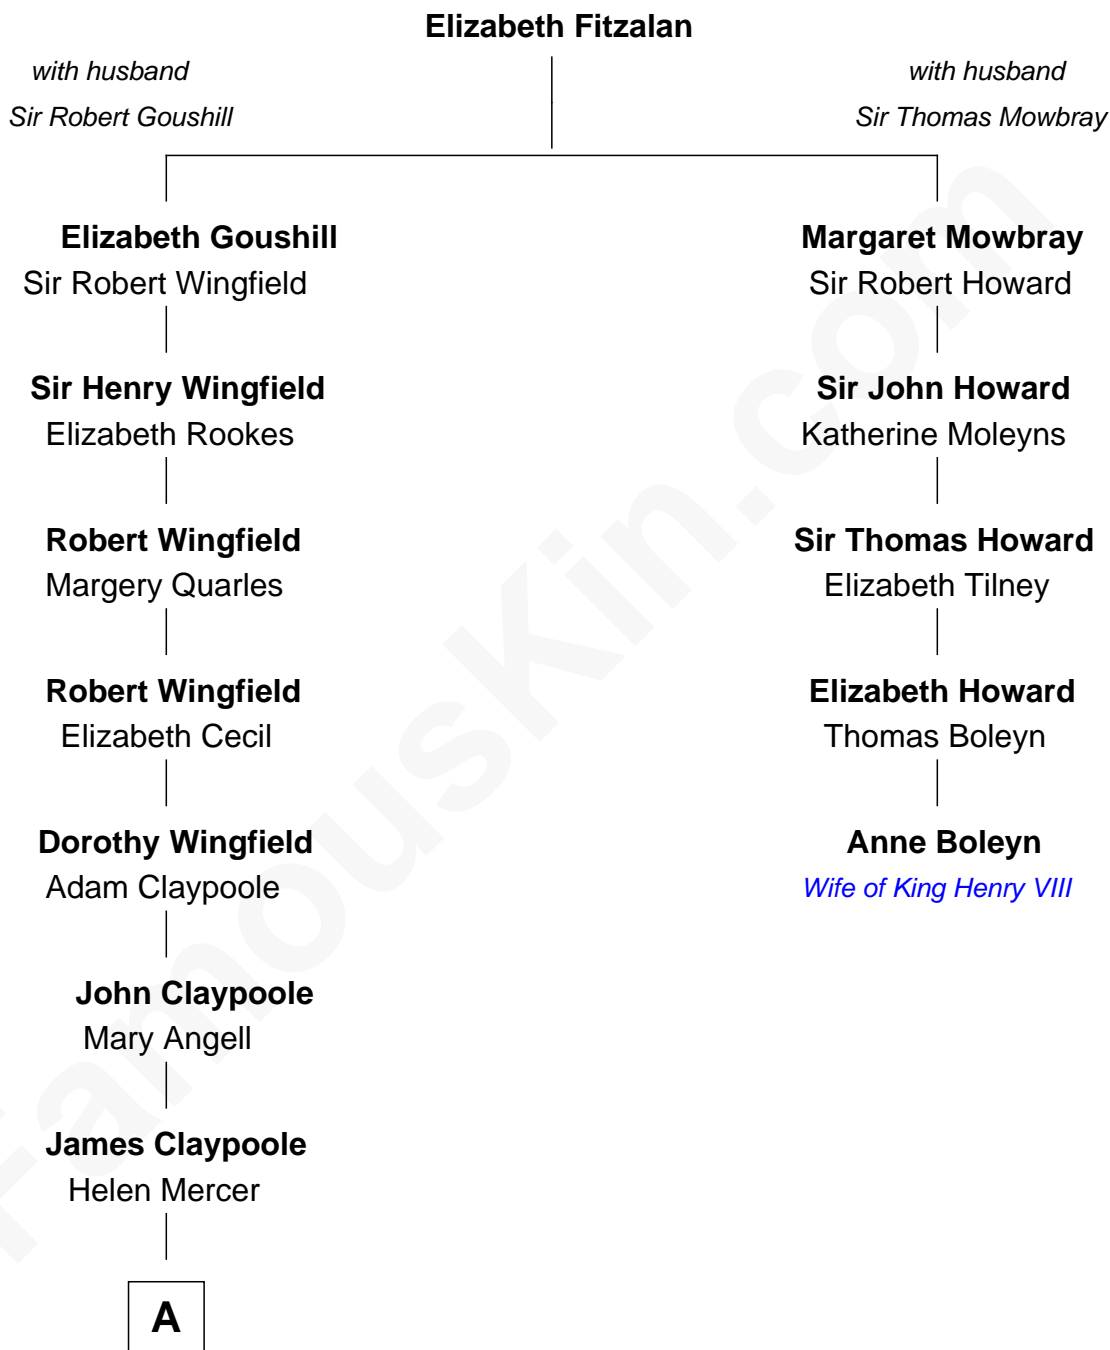 Elizabeth Fitzalan
with husband
Sir Robert Goushill
with husband
Sir Thomas Mowbray
Elizabeth Goushill
Sir Robert Wingfield
Margaret Mowbray
Sir Robert Howard
Sir Henry Wingfield
Elizabeth Rookes
Sir John Howard
Katherine Moleyns
Robert Wingfield
Margery Quarles
Sir Thomas Howard
Elizabeth Tilney
Robert Wingfield
Elizabeth Cecil
Elizabeth Howard
Thomas Boleyn
Dorothy Wingfield
Adam Claypoole
Anne Boleyn
Wife of King Henry VIII
John Claypoole
Mary Angell
James Claypoole
Helen Mercer
A
FamousKin.com